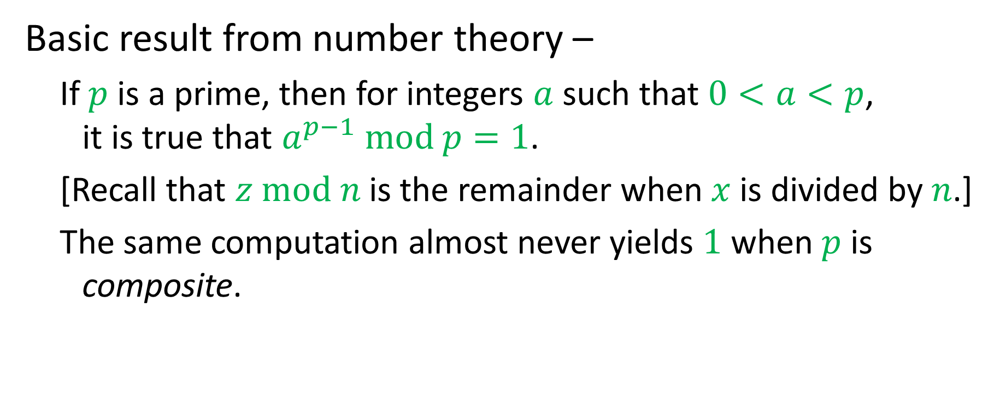 Basic result from number theory –
If p is a prime, then for integers a such that 0 < a < p,
it is true that a^{p−1} mod p = 1.
[Recall that z mod n is the remainder when x is divided by n.]
The same computation almost never yields 1 when p is
composite.